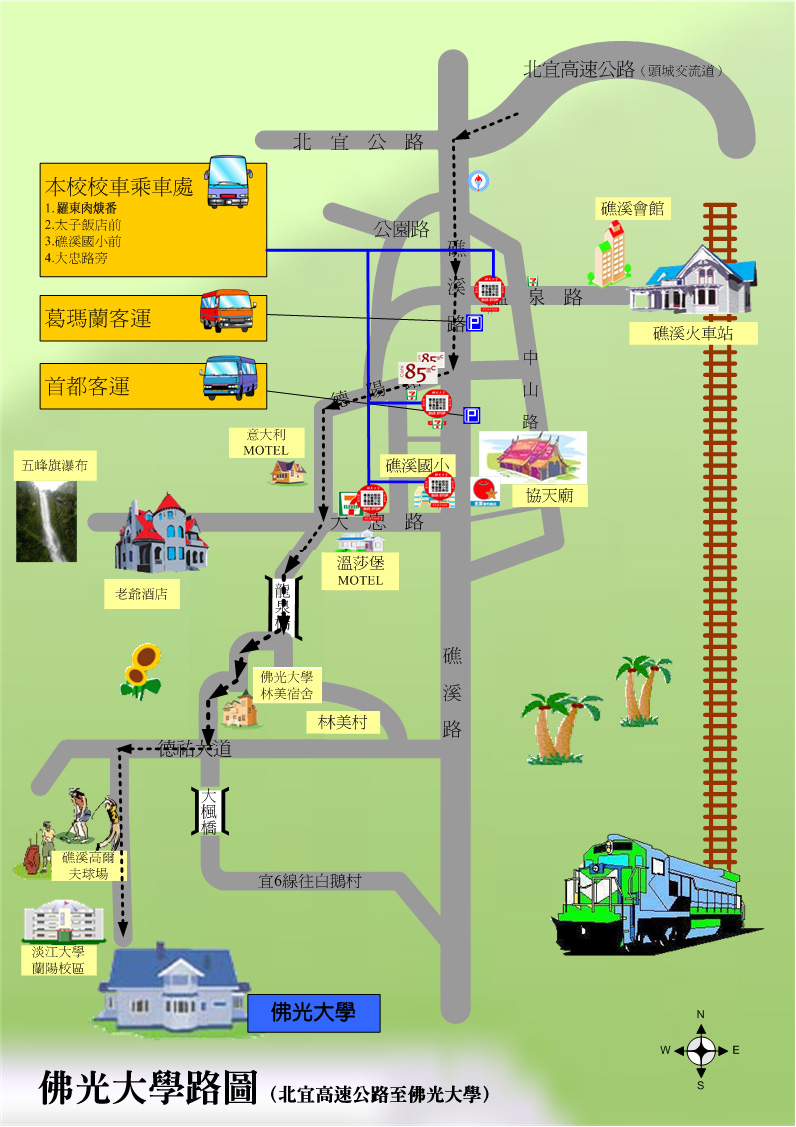 北宜高速公路（頭城交流道）
北宜公路
本校校車乘車處
1.羅東肉焿番
2.太子飯店前
3.礁溪國小前
4.大忠路旁
公園路
礁溪會館
礁溪路
溫泉路
葛瑪蘭客運
礁溪火車站
P
中山路
85°C
85°C
首都客運
德陽
P
意大利
MOTEL
礁溪國小
五峰旗瀑布
協天廟
7-ELEVEN
大忠路
溫莎堡
MOTEL
老爺酒店
龍泉橋
礁溪路
佛光大學
林美宿舍
林美村
德祐大道
大楓橋
礁溪高爾
夫球場
宜6線往白鵝村
淡江大學
蘭陽校區
佛光大學
N
W
E
S
佛光大學路圖（北宜高速公路至佛光大學）